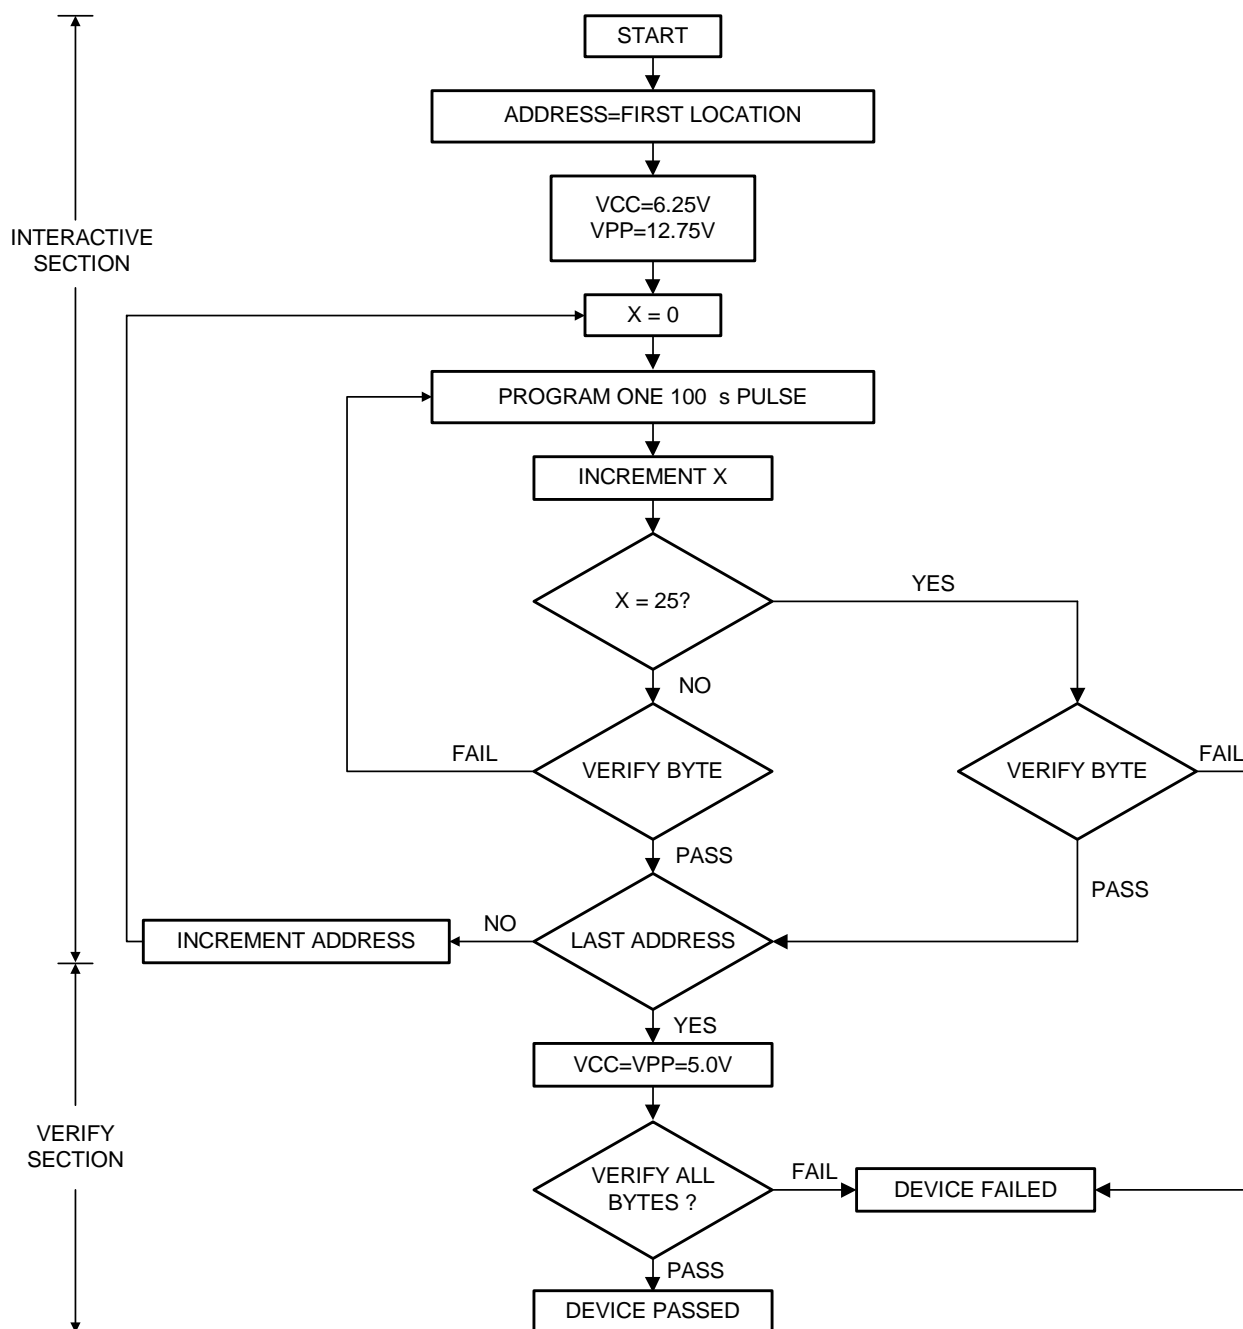 START
ADDRESS=FIRST LOCATION
VCC=6.25V
VPP=12.75V
INTERACTIVE
SECTION
X = 0
PROGRAM ONE 100 s PULSE
INCREMENT X
X = 25?
YES
NO
FAIL
VERIFY BYTE
VERIFY BYTE
FAIL
PASS
PASS
INCREMENT ADDRESS
NO
LAST ADDRESS
YES
VCC=VPP=5.0V
VERIFY
SECTION
VERIFY ALL
BYTES ?
FAIL
DEVICE FAILED
PASS
DEVICE PASSED